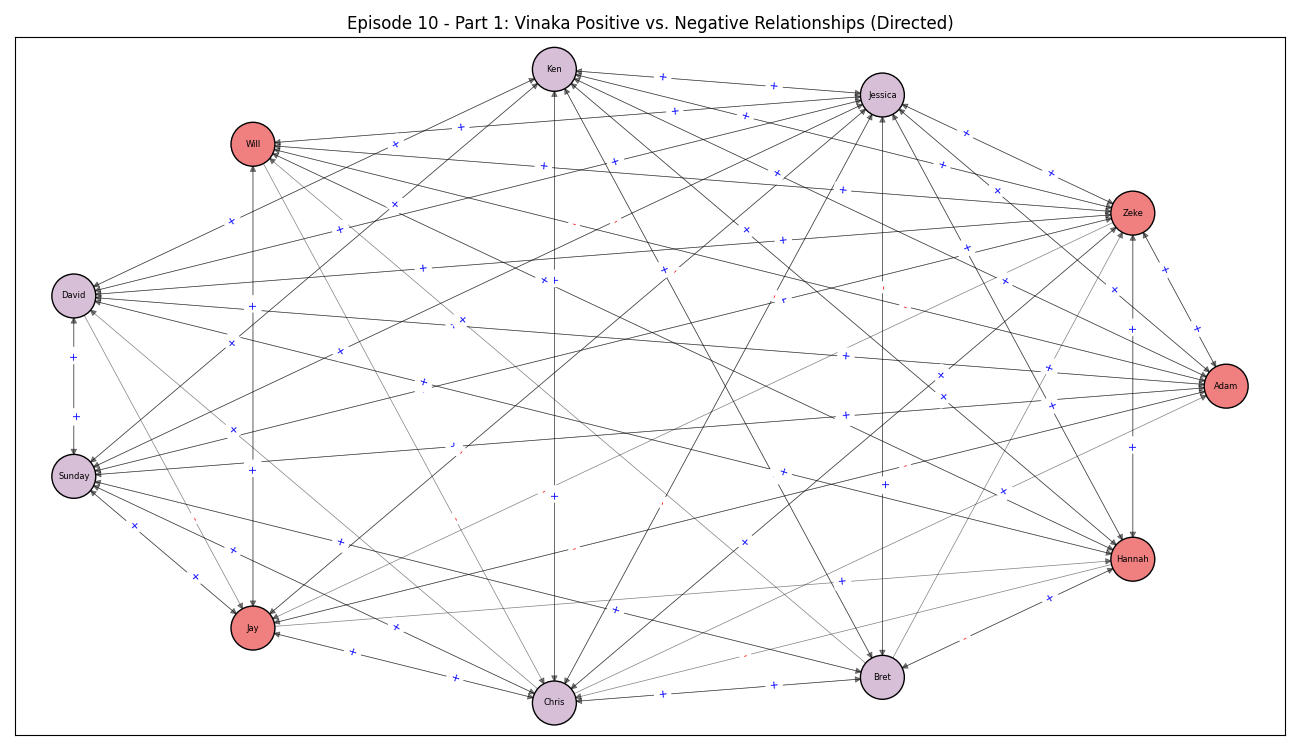 Episode 10 - Part 1: Vinaka Positive vs. Negative Relationships (Directed)
Ken
Jessica
Will
Zeke
David
Adam
Sunday
Hannah
Jay
Bret
Chris